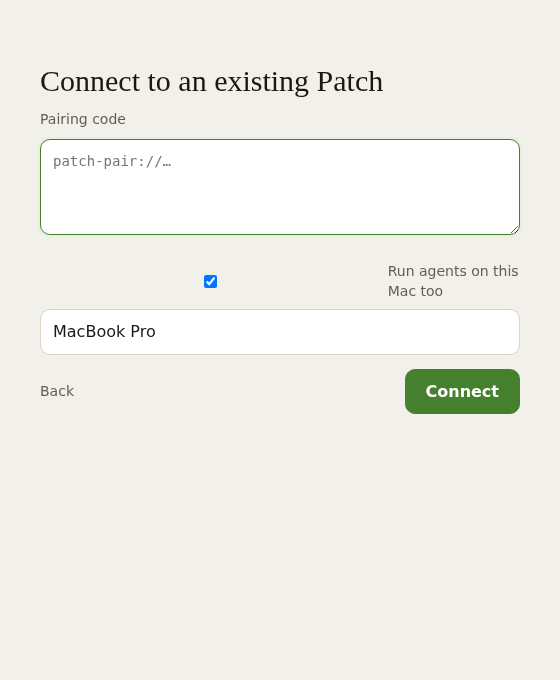 Connect to an existing Patch
Pairing code
patch-pair://…
Run agents on this
Mac too
MacBook Pro
Back
Connect